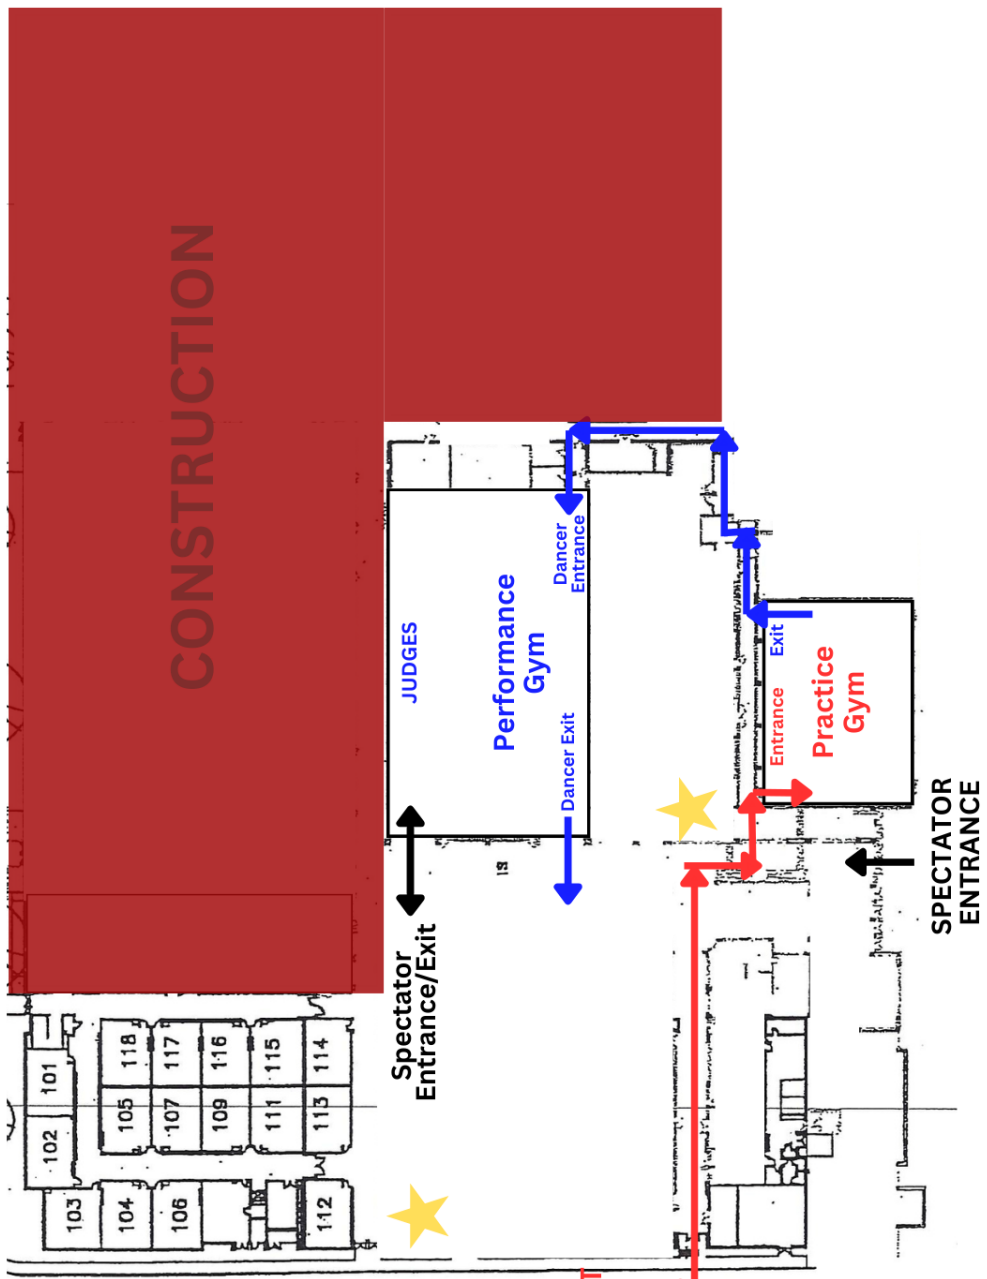 CONSTRUCTION
JUDGES
Performance
Gym
Dancer
Entrance
Dancer Exit
Exit
Entrance
Practice
Gym
SPECTATOR
ENTRANCE
Spectator
Entrance/Exit
101
102
118
117
116
115
114
105
107
109
111
113
103
104
106
112
T